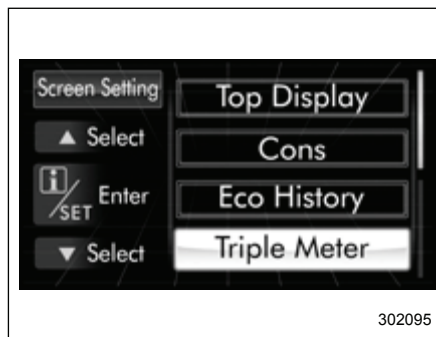 Screen Setting
▲ Select
i/SET Enter
▼ Select
Top Display
Cons
Eco History
Triple Meter
302095